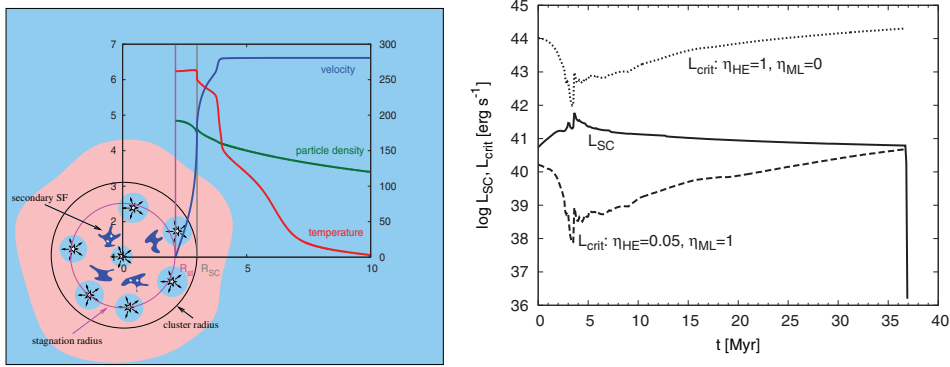 7
6
5
4
3
2
1
0
300
250
200
150
100
50
0
velocity
particle density
temperature
secondary SF
0
R_st
R_SC
5
10
cluster radius
stagnation radius
log L_SC, L_crit [erg s^-1]
45
44
43
42
41
40
39
38
37
36
L_crit: η_HE=1, η_ML=0
L_SC
L_crit: η_HE=0.05, η_ML=1
0
5
10
15
20
25
30
35
40
t [Myr]